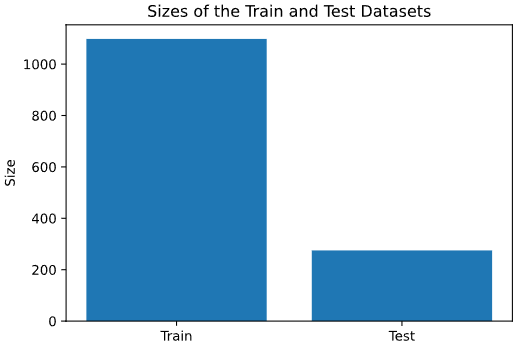 Sizes of the Train and Test Datasets
1000
800
600
400
200
0
Size
Train
Test